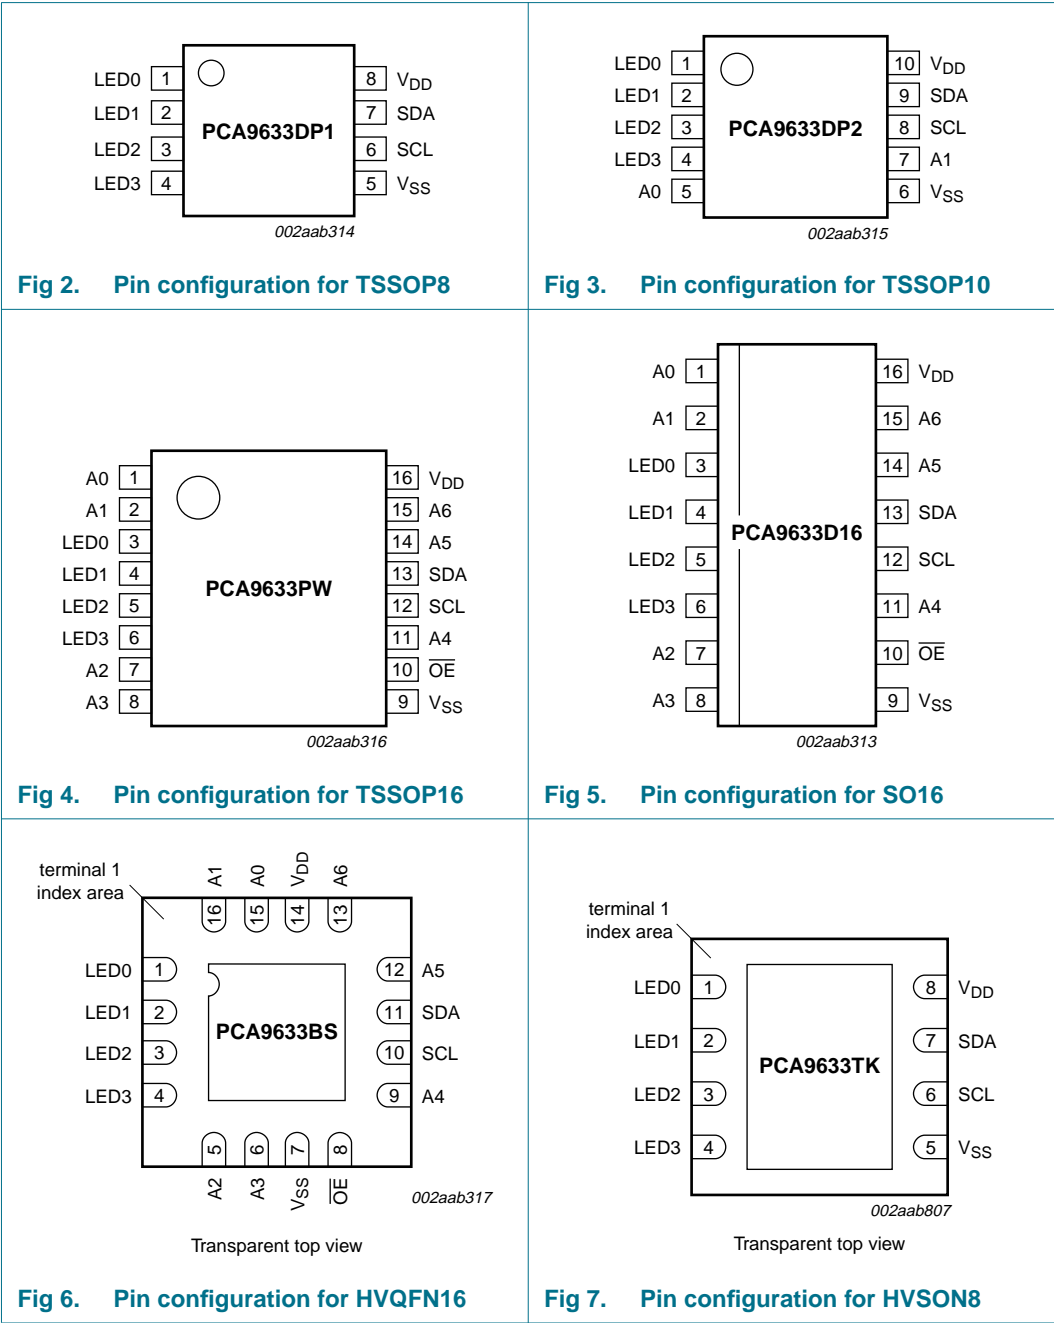 LED0 1
LED1 2
LED2 3
LED3 4
PCA9633DP1
8 VDD
7 SDA
6 SCL
5 VSS
002aab314
Fig 2. Pin configuration for TSSOP8
LED0 1
LED1 2
LED2 3
LED3 4
A0 5
PCA9633DP2
10 VDD
9 SDA
8 SCL
7 A1
6 VSS
002aab315
Fig 3. Pin configuration for TSSOP10
A0 1
A1 2
LED0 3
LED1 4
LED2 5
LED3 6
A2 7
A3 8
PCA9633PW
16 VDD
15 A6
14 A5
13 SDA
12 SCL
11 A4
10 O̅E̅
9 VSS
002aab316
Fig 4. Pin configuration for TSSOP16
A0 1
A1 2
LED0 3
LED1 4
LED2 5
LED3 6
A2 7
A3 8
PCA9633D16
16 VDD
15 A6
14 A5
13 SDA
12 SCL
11 A4
10 O̅E̅
9 VSS
002aab313
Fig 5. Pin configuration for SO16
terminal 1
index area
A1 A0 VDD A6
16 15 14 13
LED0 1
LED1 2
LED2 3
LED3 4
PCA9633BS
12 A5
11 SDA
10 SCL
9 A4
5 6 7 8
A2 A3 VSS O̅E̅
002aab317
Transparent top view
Fig 6. Pin configuration for HVQFN16
terminal 1
index area
LED0 1
LED1 2
LED2 3
LED3 4
PCA9633TK
8 VDD
7 SDA
6 SCL
5 VSS
002aab807
Transparent top view
Fig 7. Pin configuration for HVSON8